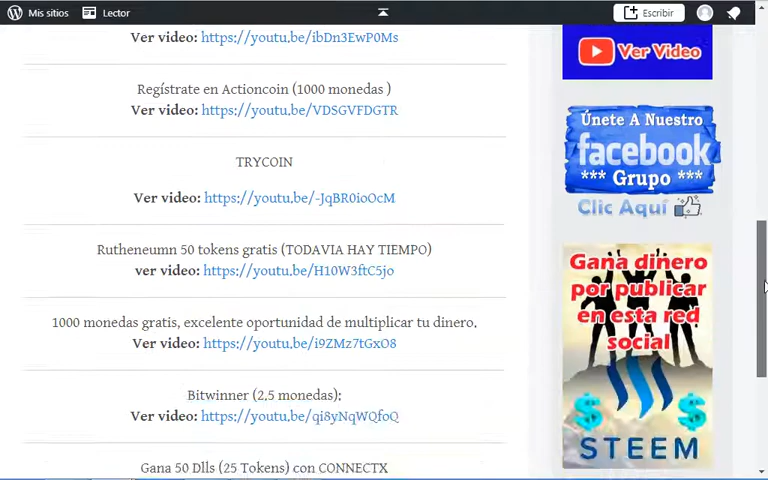 Mis sitios
Lector
Escribir
Ver video: https://youtu.be/ibDn3EwP0Ms
Regístrate en Actioncoin (1000 monedas )
Ver video: https://youtu.be/VDSGVFDGTR
TRYCOIN
Ver video: https://youtu.be/-JqBR0ioOcM
Rutheneumn 50 tokens gratis (TODAVIA HAY TIEMPO)
ver video: https://youtu.be/H10W3ftC5jo
1000 monedas gratis, excelente oportunidad de multiplicar tu dinero.
Ver video: https://youtu.be/i9ZMz7tGxO8
Bitwinner (2,5 monedas):
Ver video: https://youtu.be/qi8yNqWQfoQ
Gana 50 Dlls (25 Tokens) con CONNECTX
Ver Video
Únete A Nuestro
facebook
*** Grupo ***
Clic Aquí
Gana dinero
por publicar
en esta red
social
STEEM